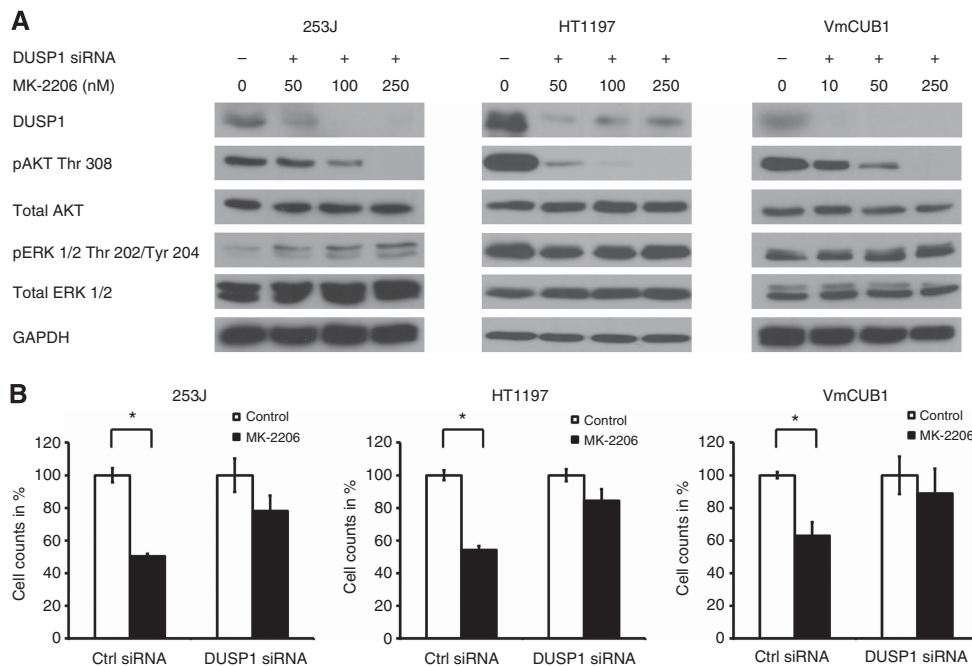 A
253J HT1197 VmCUB1
DUSP1 siRNA – + + + – + + + – + + +
MK-2206 (nM) 0 50 100 250 0 50 100 250 0 10 50 250
DUSP1
pAKT Thr 308
Total AKT
pERK 1/2 Thr 202/Tyr 204
Total ERK 1/2
GAPDH
B
253J
*
Control
MK-2206
Cell counts in %
120
100
80
60
40
20
0
Ctrl siRNA DUSP1 siRNA
HT1197
*
Control
MK-2206
Cell counts in %
120
100
80
60
40
20
0
Ctrl siRNA DUSP1 siRNA
VmCUB1
*
Control
MK-2206
Cell counts in %
120
100
80
60
40
20
0
Ctrl siRNA DUSP1 siRNA